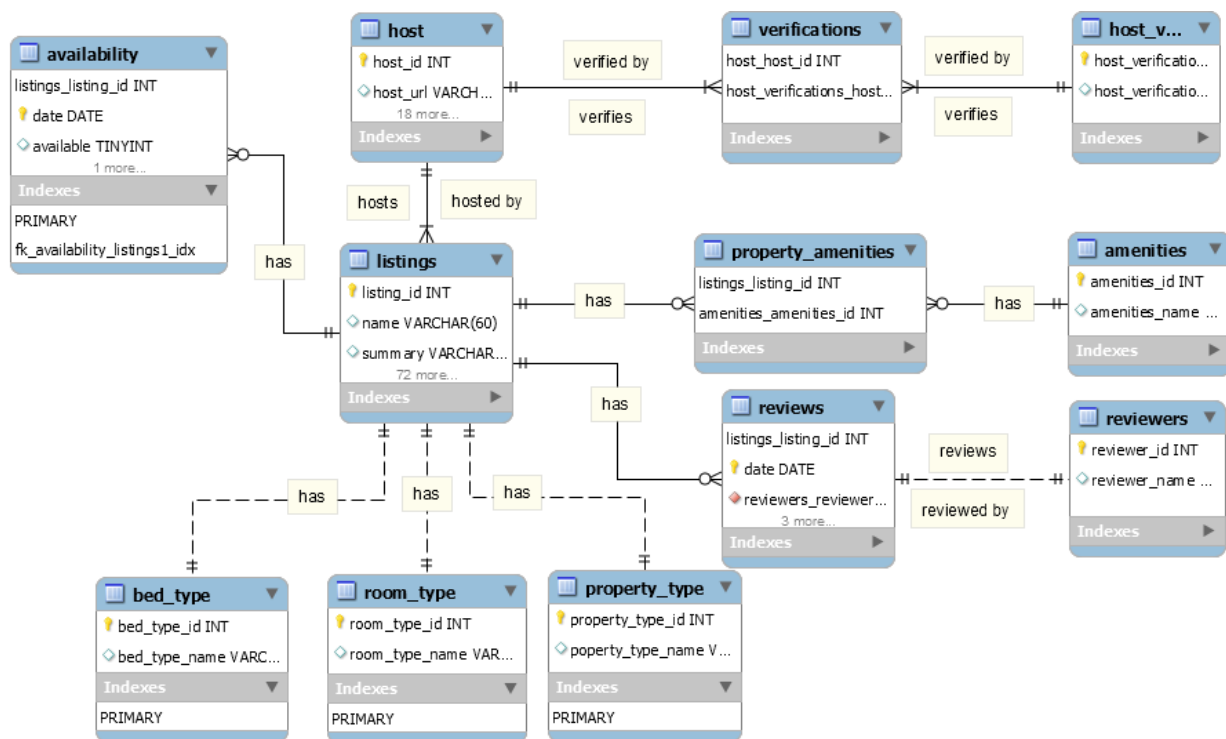 availability
listings_listing_id INT
date DATE
available TINYINT
1 more...
Indexes
PRIMARY
fk_availability_listings1_idx
host
host_id INT
host_url VARCH...
18 more...
Indexes
verified by
verifies
verifications
host_host_id INT
host_verifications_host...
Indexes
verified by
verifies
host_v...
host_verificatio...
host_verificatio...
Indexes
hosts
hosted by
has
listings
listing_id INT
name VARCHAR(60)
summary VARCHAR...
72 more...
Indexes
has
property_amenities
listings_listing_id INT
amenities_amenities_id INT
Indexes
has
amenities
amenities_id INT
amenities_name ...
Indexes
has
reviews
listings_listing_id INT
date DATE
reviewers_reviewer...
3 more...
Indexes
reviews
reviewed by
reviewers
reviewer_id INT
reviewer_name ...
Indexes
has
has
has
bed_type
bed_type_id INT
bed_type_name VARC...
Indexes
PRIMARY
room_type
room_type_id INT
room_type_name VAR...
Indexes
PRIMARY
property_type
property_type_id INT
poperty_type_name V...
Indexes
PRIMARY